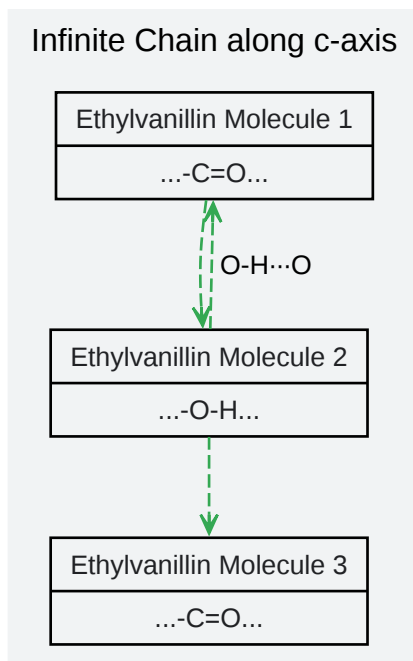 Infinite Chain along c-axis
Ethylvanillin Molecule 1
...-C=O...
O-H···O
Ethylvanillin Molecule 2
...-O-H...
Ethylvanillin Molecule 3
...-C=O...